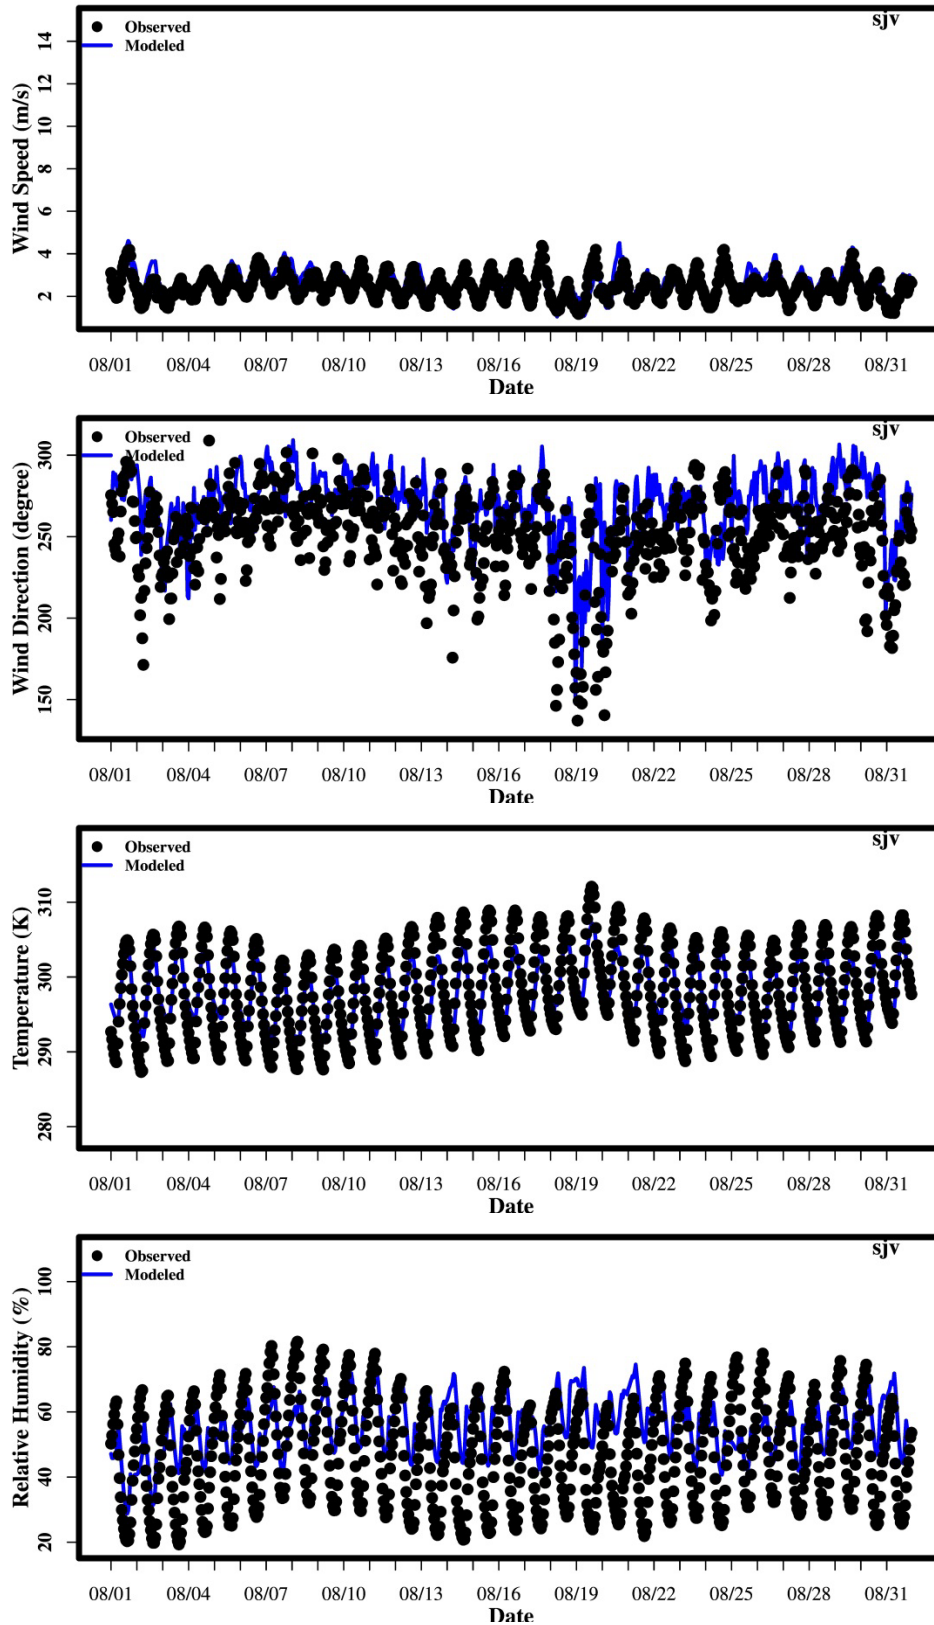 sjv
Observed
Modeled
Wind Speed (m/s)
14
12
10
8
6
4
2
08/01 08/04 08/07 08/10 08/13 08/16 08/19 08/22 08/25 08/28 08/31
Date
sjv
Observed
Modeled
Wind Direction (degree)
300
250
200
150
08/01 08/04 08/07 08/10 08/13 08/16 08/19 08/22 08/25 08/28 08/31
Date
sjv
Observed
Modeled
Temperature (K)
310
300
290
280
08/01 08/04 08/07 08/10 08/13 08/16 08/19 08/22 08/25 08/28 08/31
Date
sjv
Observed
Modeled
Relative Humidity (%)
100
80
60
40
20
08/01 08/04 08/07 08/10 08/13 08/16 08/19 08/22 08/25 08/28 08/31
Date